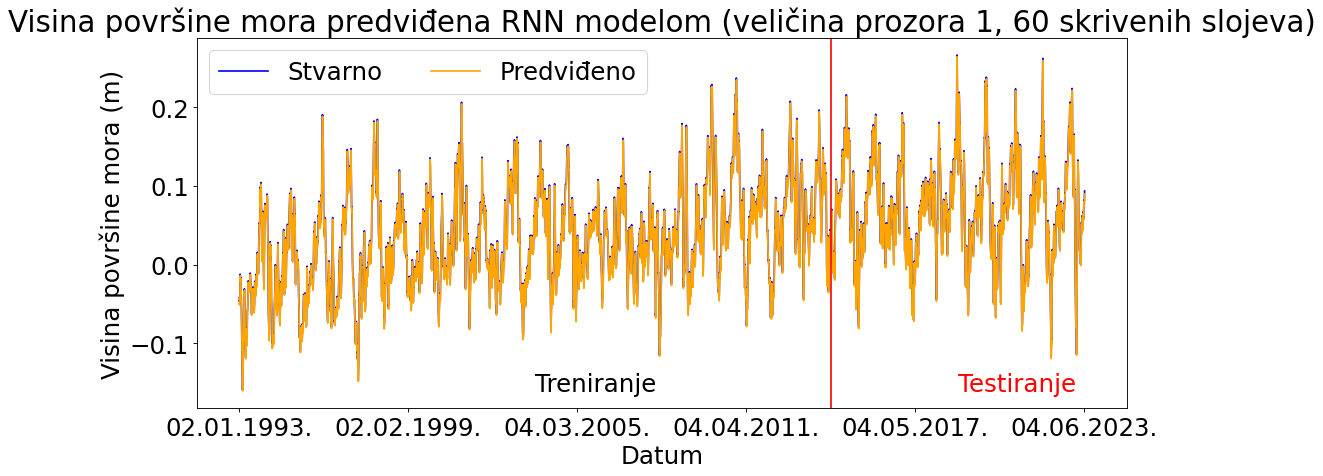 Visina površine mora predviđena RNN modelom (veličina prozora 1, 60 skrivenih slojeva)
Stvarno
Predviđeno
Visina površine mora (m)
0.2
0.1
0.0
−0.1
Treniranje
Testiranje
02.01.1993.
02.02.1999.
04.03.2005.
04.04.2011.
04.05.2017.
04.06.2023.
Datum